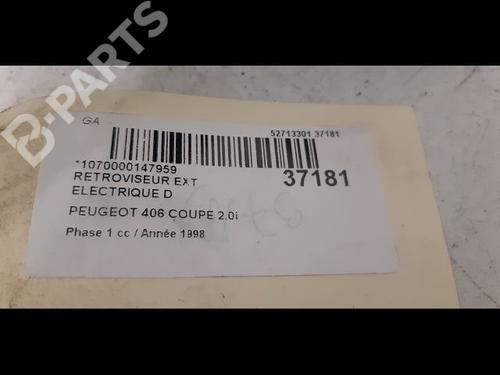 B-PARTS
GA
52713301 37181
*1070000147959
37181
RETROVISEUR EXT
ELECTRIQUE D
PEUGEOT 406 COUPE 2.0i
Phase 1 cc / Année 1998